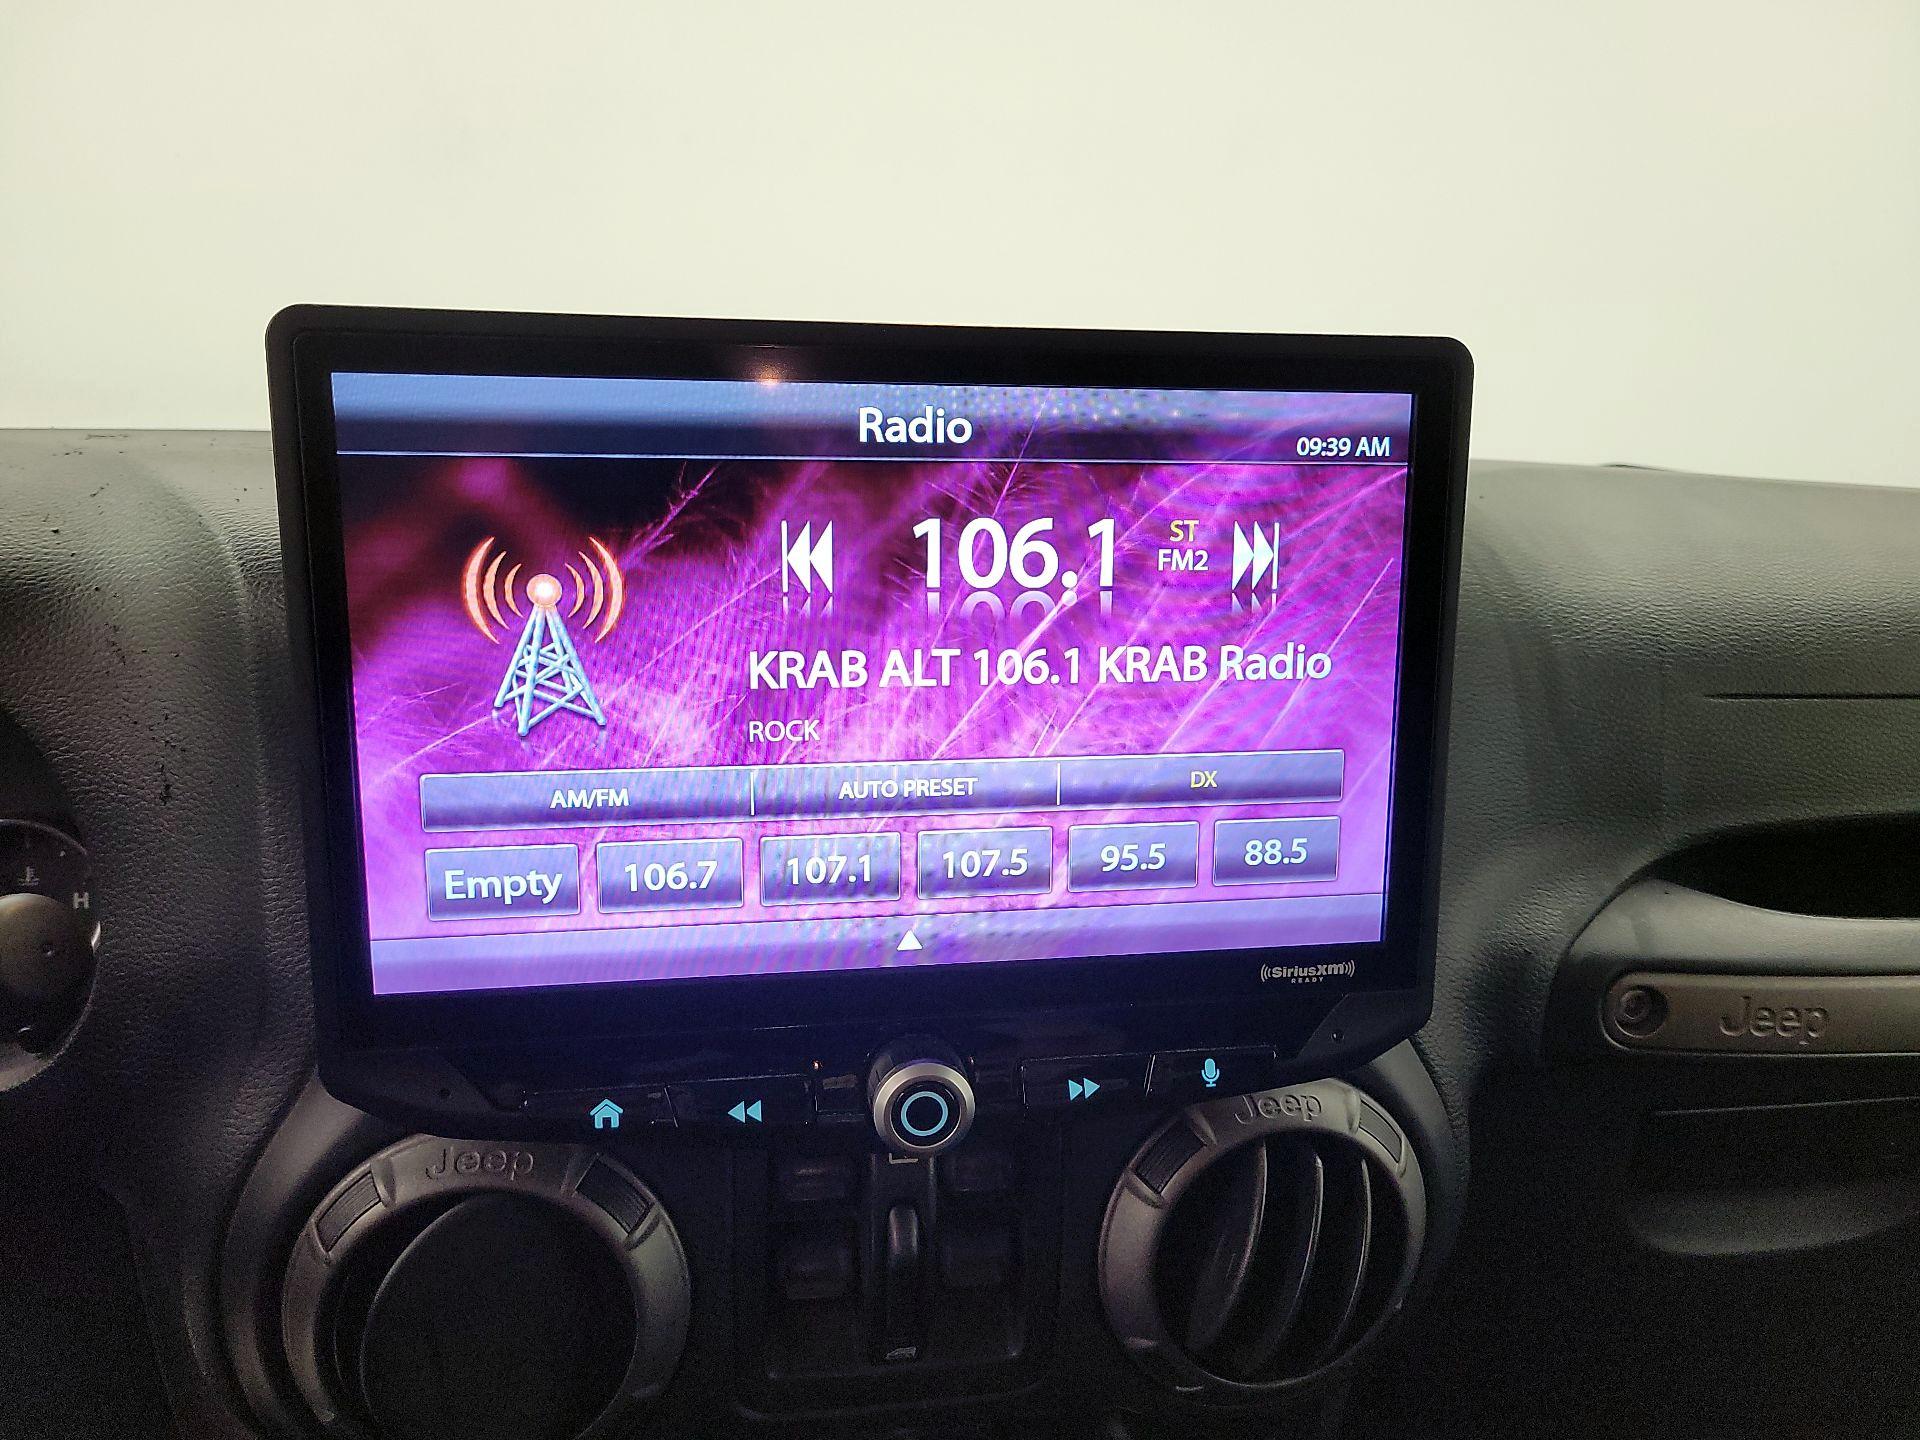 Radio
09:39 AM
106.1
ST
FM2
KRAB ALT 106.1 KRAB Radio
ROCK
AM/FM
AUTO PRESET
DX
Empty
106.7
107.1
107.5
95.5
88.5
SiriusXM
READY
H
Jeep
Jeep
Jeep